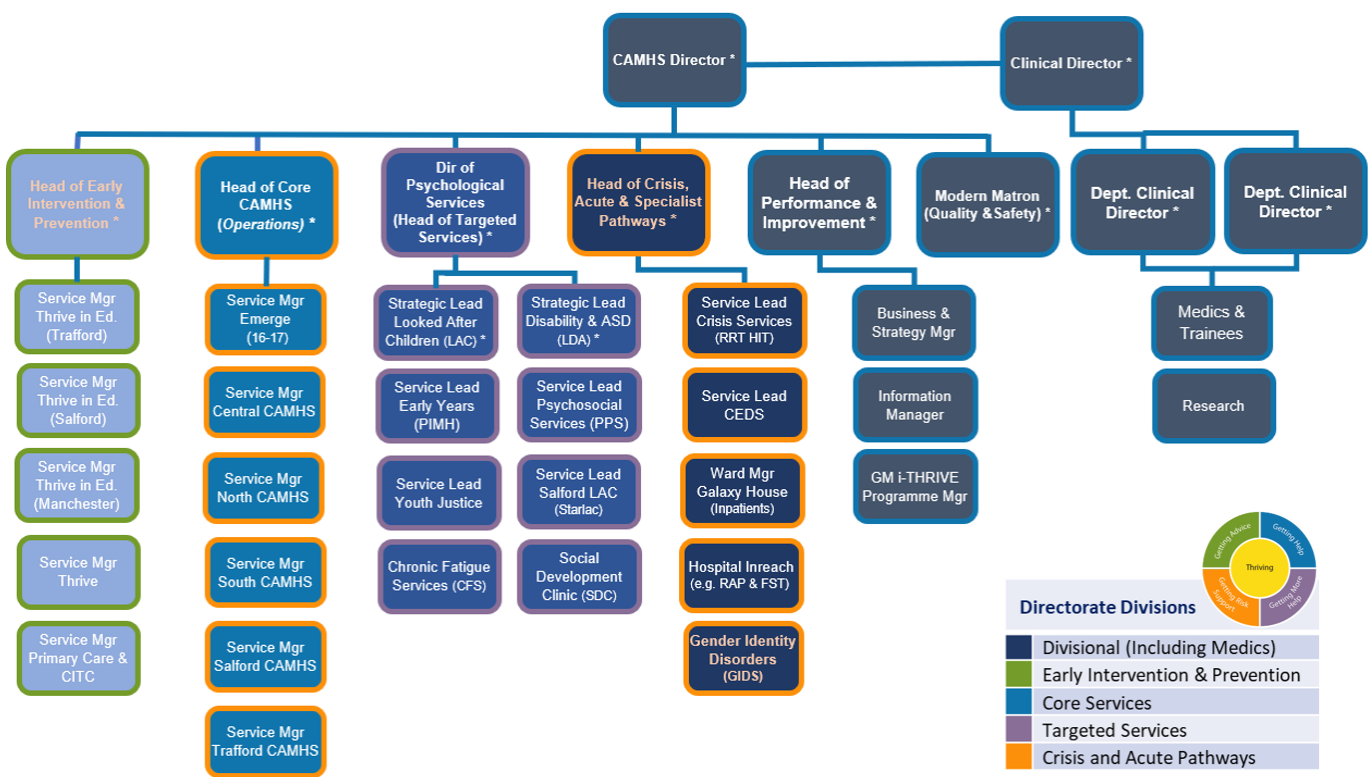 CAMHS Director *
Clinical Director *
Head of Early
Intervention &
Prevention *
Head of Core
CAMHS
(Operations) *
Dir of
Psychological
Services
(Head of Targeted
Services) *
Head of Crisis,
Acute & Specialist
Pathways *
Head of
Performance &
Improvement *
Modern Matron
(Quality & Safety) *
Dept. Clinical
Director *
Dept. Clinical
Director *
Service Mgr
Thrive in Ed.
(Trafford)
Service Mgr
Thrive in Ed.
(Salford)
Service Mgr
Thrive in Ed.
(Manchester)
Service Mgr
Thrive
Service Mgr
Primary Care &
CITC
Service Mgr
Emerge
(16-17)
Service Mgr
Central CAMHS
Service Mgr
North CAMHS
Service Mgr
South CAMHS
Service Mgr
Salford CAMHS
Service Mgr
Trafford CAMHS
Strategic Lead
Looked After
Children (LAC) *
Service Lead
Early Years
(PIMH)
Service Lead
Youth Justice
Chronic Fatigue
Services (CFS)
Strategic Lead
Disability & ASD
(LDA) *
Service Lead
Psychosocial
Services (PPS)
Service Lead
Salford LAC
(Starlac)
Social
Development
Clinic (SDC)
Service Lead
Crisis Services
(RRT HIT)
Service Lead
CEDS
Ward Mgr
Galaxy House
(Inpatients)
Hospital Inreach
(e.g. RAP & FST)
Gender Identity
Disorders
(GIDS)
Business &
Strategy Mgr
Information
Manager
GM i-THRIVE
Programme Mgr
Medics &
Trainees
Research
Getting Advice
Getting Help
Thriving
Getting Risk
Support
Getting More
Help
Directorate Divisions
Divisional (Including Medics)
Early Intervention & Prevention
Core Services
Targeted Services
Crisis and Acute Pathways